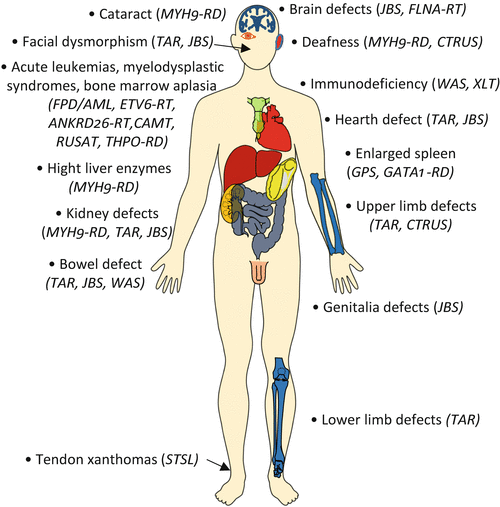 • Cataract (MYH9-RD)
• Facial dysmorphism (TAR, JBS)
• Acute leukemias, myelodysplastic
syndromes, bone marrow aplasia
(FPD/AML, ETV6-RT,
ANKRD26-RT,CAMT,
RUSAT, THPO-RD)
• Hight liver enzymes
(MYH9-RD)
• Kidney defects
(MYH9-RD, TAR, JBS)
• Bowel defect
(TAR, JBS, WAS)
• Tendon xanthomas (STSL)
• Brain defects (JBS, FLNA-RT)
• Deafness (MYH9-RD, CTRUS)
• Immunodeficiency (WAS, XLT)
• Hearth defect (TAR, JBS)
• Enlarged spleen
(GPS, GATA1-RD)
• Upper limb defects
(TAR, CTRUS)
• Genitalia defects (JBS)
• Lower limb defects (TAR)